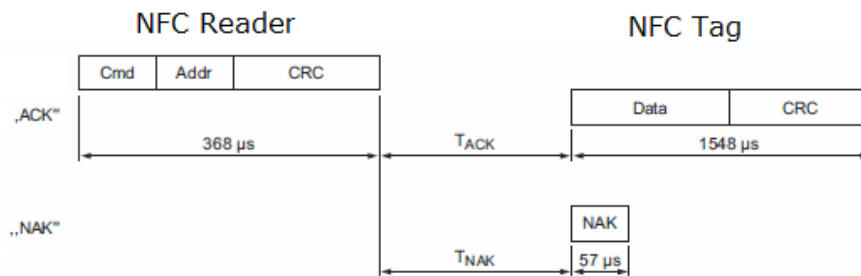 NFC Reader NFC Tag
Cmd Addr CRC
‚ACK" Data CRC
368 µs TACK 1548 µs
„NAK" NAK
TNAK 57 µs